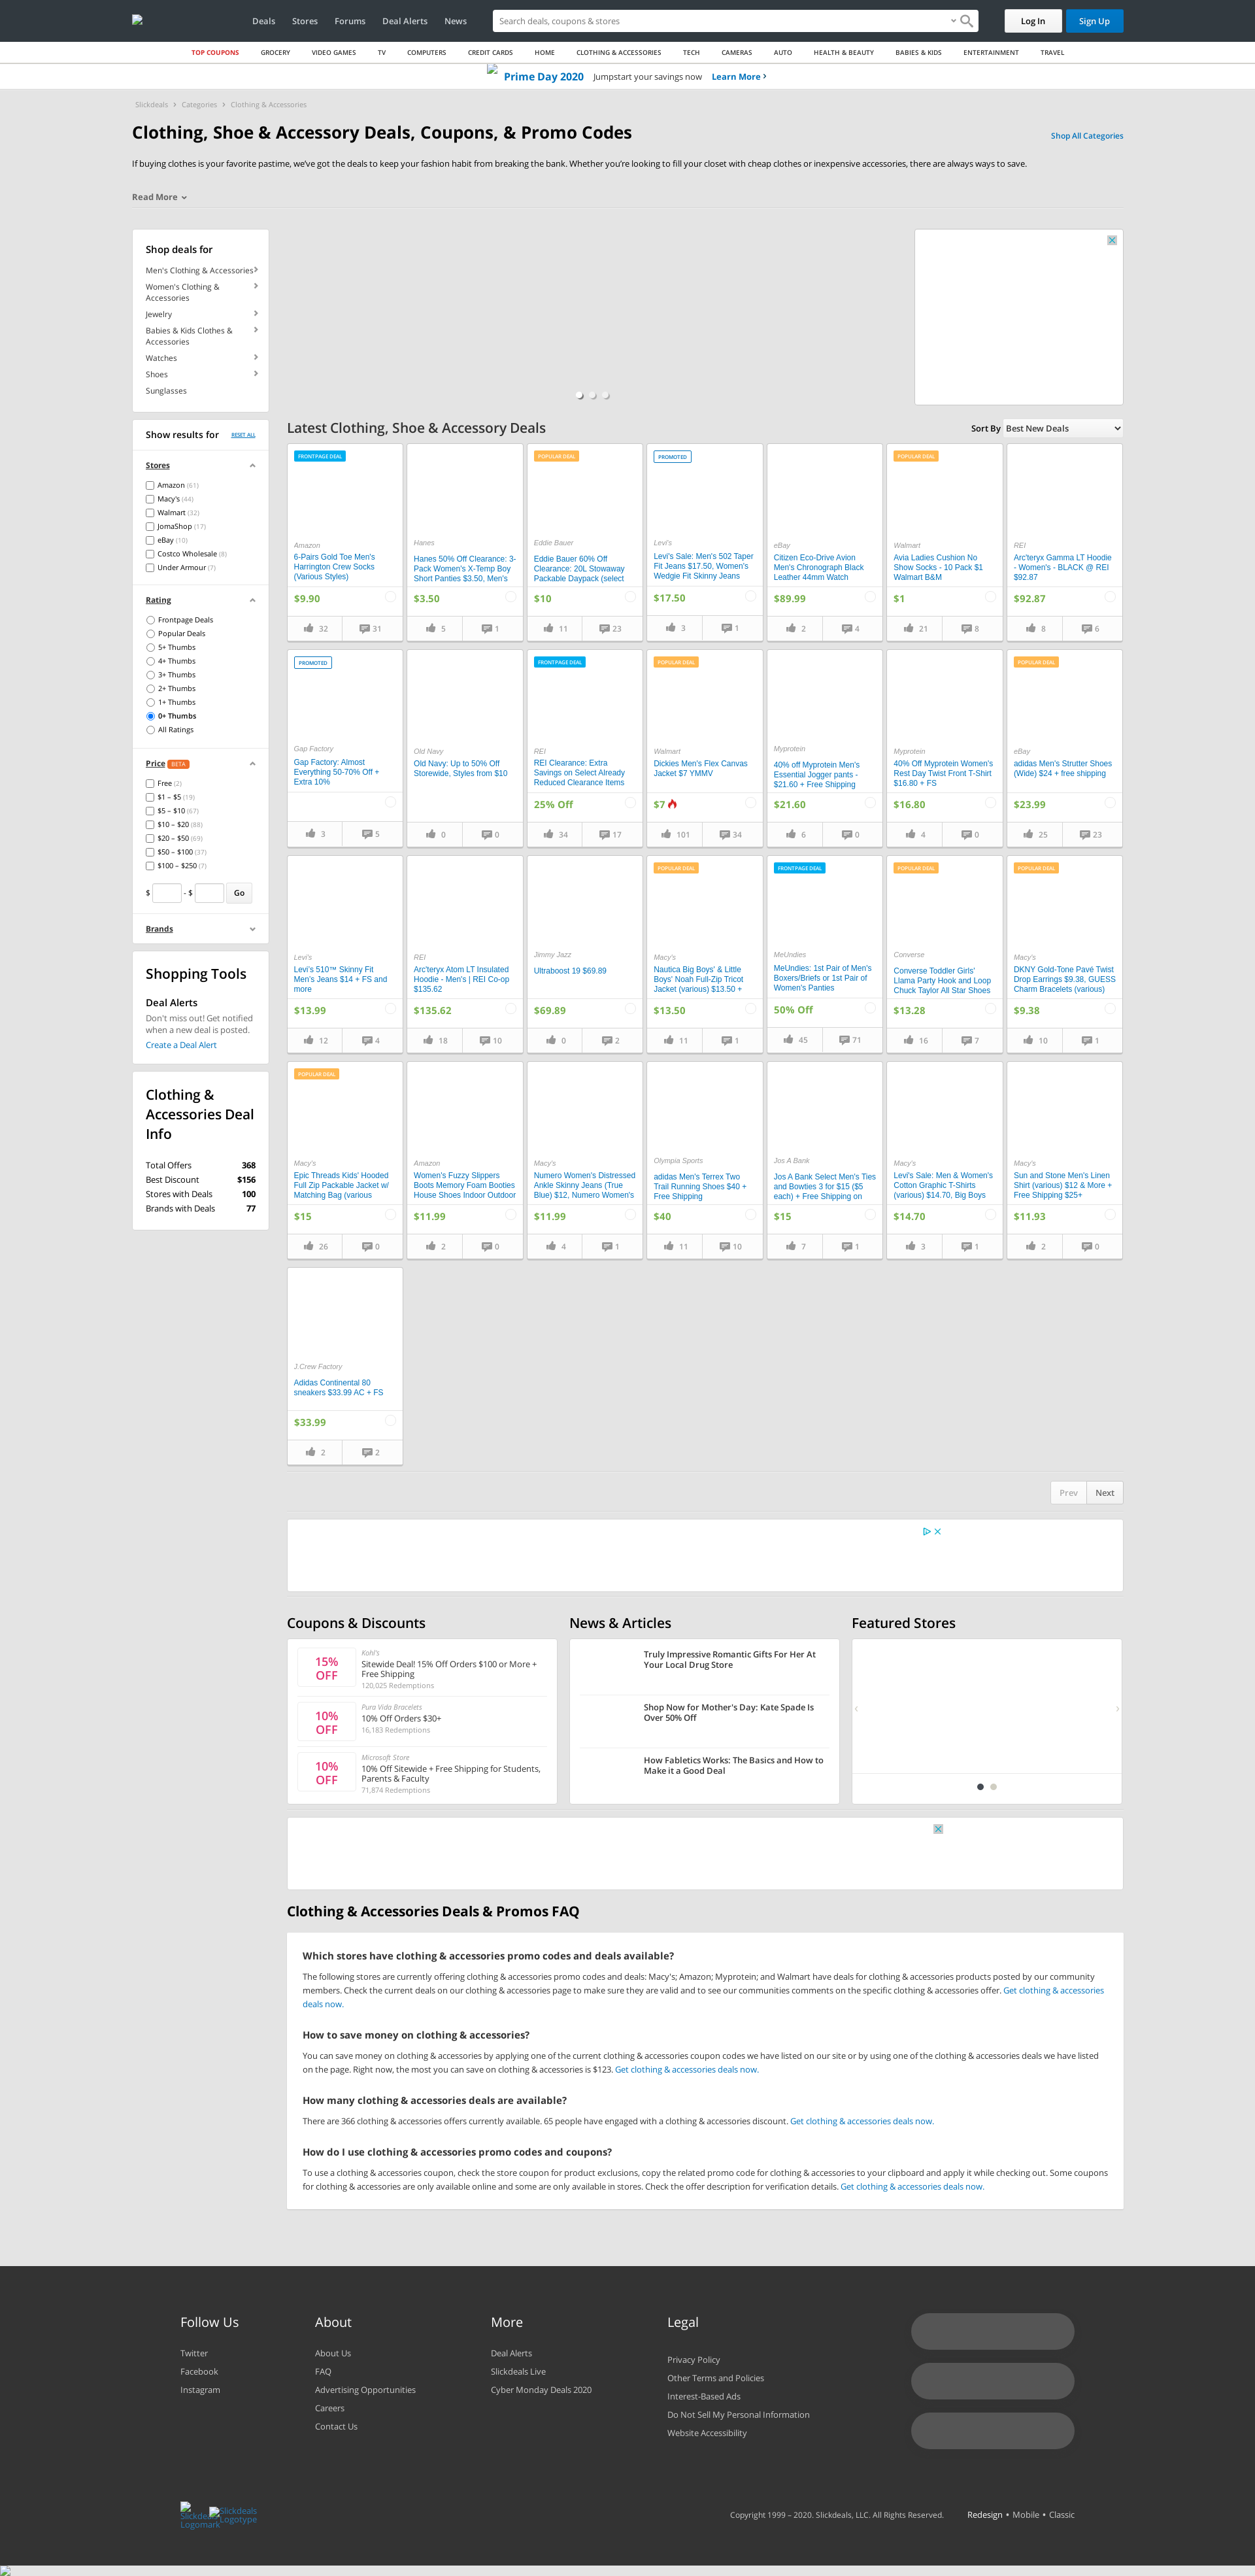 Deals Stores Forums Deal Alerts News
Search deals, coupons & stores
Log In
Sign Up
TOP COUPONS GROCERY VIDEO GAMES TV COMPUTERS CREDIT CARDS HOME CLOTHING & ACCESSORIES TECH CAMERAS AUTO HEALTH & BEAUTY BABIES & KIDS ENTERTAINMENT TRAVEL
Prime Day 2020 Jumpstart your savings now Learn More
Slickdeals Categories Clothing & Accessories
Clothing, Shoe & Accessory Deals, Coupons, & Promo Codes
Shop All Categories
If buying clothes is your favorite pastime, we've got the deals to keep your fashion habit from breaking the bank. Whether you're looking to fill your closet with cheap clothes or inexpensive accessories, there are always ways to save.
Read More
Shop deals for
Men's Clothing & Accessories
Women's Clothing &
Accessories
Jewelry
Babies & Kids Clothes &
Accessories
Watches
Shoes
Sunglasses
Show results for
RESET ALL
Stores
Amazon (61)
Macy's (44)
Walmart (32)
JomaShop (17)
eBay (10)
Costco Wholesale (8)
Under Armour (7)
Rating
Frontpage Deals
Popular Deals
5+ Thumbs
4+ Thumbs
3+ Thumbs
2+ Thumbs
1+ Thumbs
0+ Thumbs
All Ratings
Price BETA
Free (2)
$1 – $5 (19)
$5 – $10 (67)
$10 – $20 (88)
$20 – $50 (69)
$50 – $100 (37)
$100 – $250 (7)
$ - $ Go
Brands
Shopping Tools
Deal Alerts
Don't miss out! Get notified
when a new deal is posted.
Create a Deal Alert
Clothing &
Accessories Deal
Info
Total Offers 368
Best Discount $156
Stores with Deals 100
Brands with Deals 77
Latest Clothing, Shoe & Accessory Deals
Sort By Best New Deals
FRONTPAGE DEAL
Amazon
6-Pairs Gold Toe Men's
Harrington Crew Socks
(Various Styles)
$9.90
32 31
Hanes
Hanes 50% Off Clearance: 3-
Pack Women's X-Temp Boy
Short Panties $3.50, Men's
$3.50
5 1
POPULAR DEAL
Eddie Bauer
Eddie Bauer 60% Off
Clearance: 20L Stowaway
Packable Daypack (select
$10
11 23
PROMOTED
Levi's
Levi's Sale: Men's 502 Taper
Fit Jeans $17.50, Women's
Wedgie Fit Skinny Jeans
$17.50
3 1
eBay
Citizen Eco-Drive Avion
Men's Chronograph Black
Leather 44mm Watch
$89.99
2 4
POPULAR DEAL
Walmart
Avia Ladies Cushion No
Show Socks - 10 Pack $1
Walmart B&M
$1
21 8
REI
Arc'teryx Gamma LT Hoodie
- Women's - BLACK @ REI
$92.87
$92.87
8 6
PROMOTED
Gap Factory
Gap Factory: Almost
Everything 50-70% Off +
Extra 10%
3 5
Old Navy
Old Navy: Up to 50% Off
Storewide, Styles from $10
0 0
FRONTPAGE DEAL
REI
REI Clearance: Extra
Savings on Select Already
Reduced Clearance Items
25% Off
34 17
POPULAR DEAL
Walmart
Dickies Men's Flex Canvas
Jacket $7 YMMV
$7
101 34
Myprotein
40% off Myprotein Men's
Essential Jogger pants -
$21.60 + Free Shipping
$21.60
6 0
Myprotein
40% Off Myprotein Women's
Rest Day Twist Front T-Shirt
$16.80 + FS
$16.80
4 0
POPULAR DEAL
eBay
adidas Men's Strutter Shoes
(Wide) $24 + free shipping
$23.99
25 23
Levi's
Levi's 510™ Skinny Fit
Men's Jeans $14 + FS and
more
$13.99
12 4
REI
Arc'teryx Atom LT Insulated
Hoodie - Men's | REI Co-op
$135.62
$135.62
18 10
Jimmy Jazz
Ultraboost 19 $69.89
$69.89
0 2
POPULAR DEAL
Macy's
Nautica Big Boys' & Little
Boys' Noah Full-Zip Tricot
Jacket (various) $13.50 +
$13.50
11 1
FRONTPAGE DEAL
MeUndies
MeUndies: 1st Pair of Men's
Boxers/Briefs or 1st Pair of
Women's Panties
50% Off
45 71
POPULAR DEAL
Converse
Converse Toddler Girls'
Llama Party Hook and Loop
Chuck Taylor All Star Shoes
$13.28
16 7
POPULAR DEAL
Macy's
DKNY Gold-Tone Pavé Twist
Drop Earrings $9.38, GUESS
Charm Bracelets (various)
$9.38
10 1
POPULAR DEAL
Macy's
Epic Threads Kids' Hooded
Full Zip Packable Jacket w/
Matching Bag (various
$15
26 0
Amazon
Women's Fuzzy Slippers
Boots Memory Foam Booties
House Shoes Indoor Outdoor
$11.99
2 0
Macy's
Numero Women's Distressed
Ankle Skinny Jeans (True
Blue) $12, Numero Women's
$11.99
4 1
Olympia Sports
adidas Men's Terrex Two
Trail Running Shoes $40 +
Free Shipping
$40
11 10
Jos A Bank
Jos A Bank Select Men's Ties
and Bowties 3 for $15 ($5
each) + Free Shipping on
$15
7 1
Macy's
Levi's Sale: Men & Women's
Cotton Graphic T-Shirts
(various) $14.70, Big Boys
$14.70
3 1
Macy's
Sun and Stone Men's Linen
Shirt (various) $12 & More +
Free Shipping $25+
$11.93
2 0
J.Crew Factory
Adidas Continental 80
sneakers $33.99 AC + FS
$33.99
2 2
Prev Next
Coupons & Discounts
15%
OFF
Kohl's
Sitewide Deal! 15% Off Orders $100 or More +
Free Shipping
120,025 Redemptions
10%
OFF
Pura Vida Bracelets
10% Off Orders $30+
16,183 Redemptions
10%
OFF
Microsoft Store
10% Off Sitewide + Free Shipping for Students,
Parents & Faculty
71,874 Redemptions
News & Articles
Truly Impressive Romantic Gifts For Her At
Your Local Drug Store
Shop Now for Mother's Day: Kate Spade Is
Over 50% Off
How Fabletics Works: The Basics and How to
Make it a Good Deal
Featured Stores
Clothing & Accessories Deals & Promos FAQ
Which stores have clothing & accessories promo codes and deals available?
The following stores are currently offering clothing & accessories promo codes and deals: Macy's; Amazon; Myprotein; and Walmart have deals for clothing & accessories products posted by our community
members. Check the current deals on our clothing & accessories page to make sure they are valid and to see our communities comments on the specific clothing & accessories offer. Get clothing & accessories
deals now.
How to save money on clothing & accessories?
You can save money on clothing & accessories by applying one of the current clothing & accessories coupon codes we have listed on our site or by using one of the clothing & accessories deals we have listed
on the page. Right now, the most you can save on clothing & accessories is $123. Get clothing & accessories deals now.
How many clothing & accessories deals are available?
There are 366 clothing & accessories offers currently available. 65 people have engaged with a clothing & accessories discount. Get clothing & accessories deals now.
How do I use clothing & accessories promo codes and coupons?
To use a clothing & accessories coupon, check the store coupon for product exclusions, copy the related promo code for clothing & accessories to your clipboard and apply it while checking out. Some coupons
for clothing & accessories are only available online and some are only available in stores. Check the offer description for verification details. Get clothing & accessories deals now.
Follow Us
Twitter
Facebook
Instagram
About
About Us
FAQ
Advertising Opportunities
Careers
Contact Us
More
Deal Alerts
Slickdeals Live
Cyber Monday Deals 2020
Legal
Privacy Policy
Other Terms and Policies
Interest-Based Ads
Do Not Sell My Personal Information
Website Accessibility
Slickdeals
Logomark
Slickdeals
Logotype
Copyright 1999 – 2020. Slickdeals, LLC. All Rights Reserved.
Redesign • Mobile • Classic